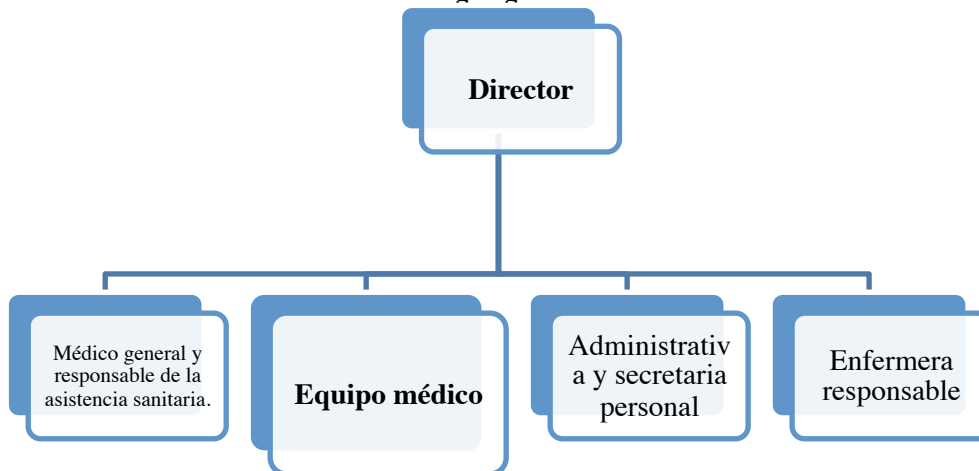 Director
Médico general y
responsable de la
asistencia sanitaria.
Equipo médico
Administrativ
a y secretaria
personal
Enfermera
responsable